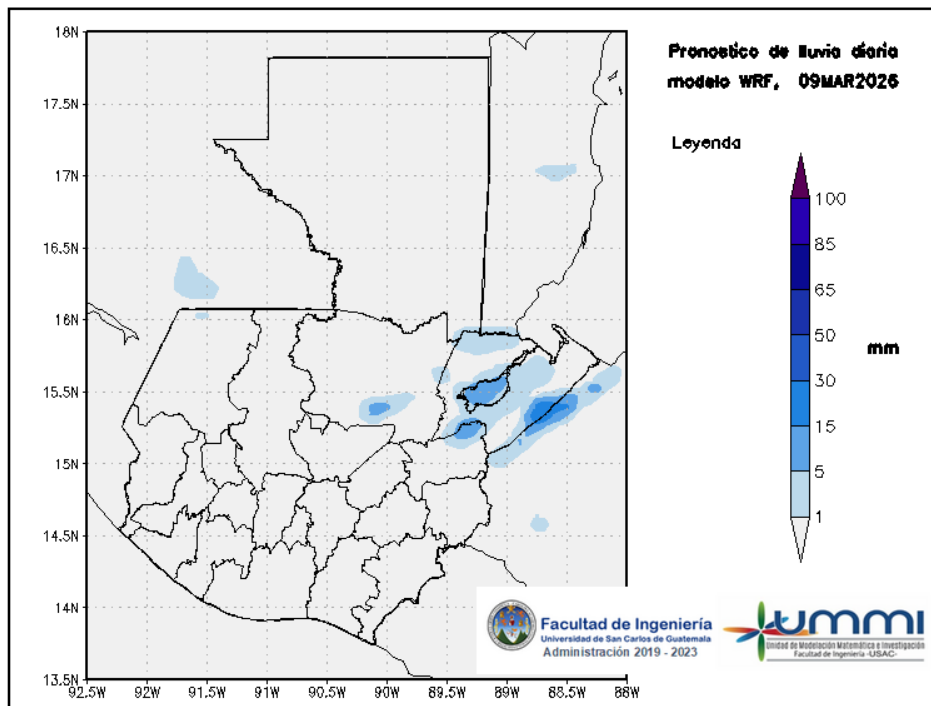 18N
17.5N
17N
16.5N
16N
15.5N
15N
14.5N
14N
13.5N
92.5W
92W
91.5W
91W
90.5W
90W
89.5W
89W
88.5W
88W
Pronostico de lluvia diaria
modelo WRF, 09MAR2026
Leyenda
100
85
65
50
30
15
5
1
mm
Facultad de Ingeniería
Universidad de San Carlos de Guatemala
Administración 2019 - 2023
ummi
Unidad de Modelación Matemática e Investigación
Facultad de Ingeniería -USAC-